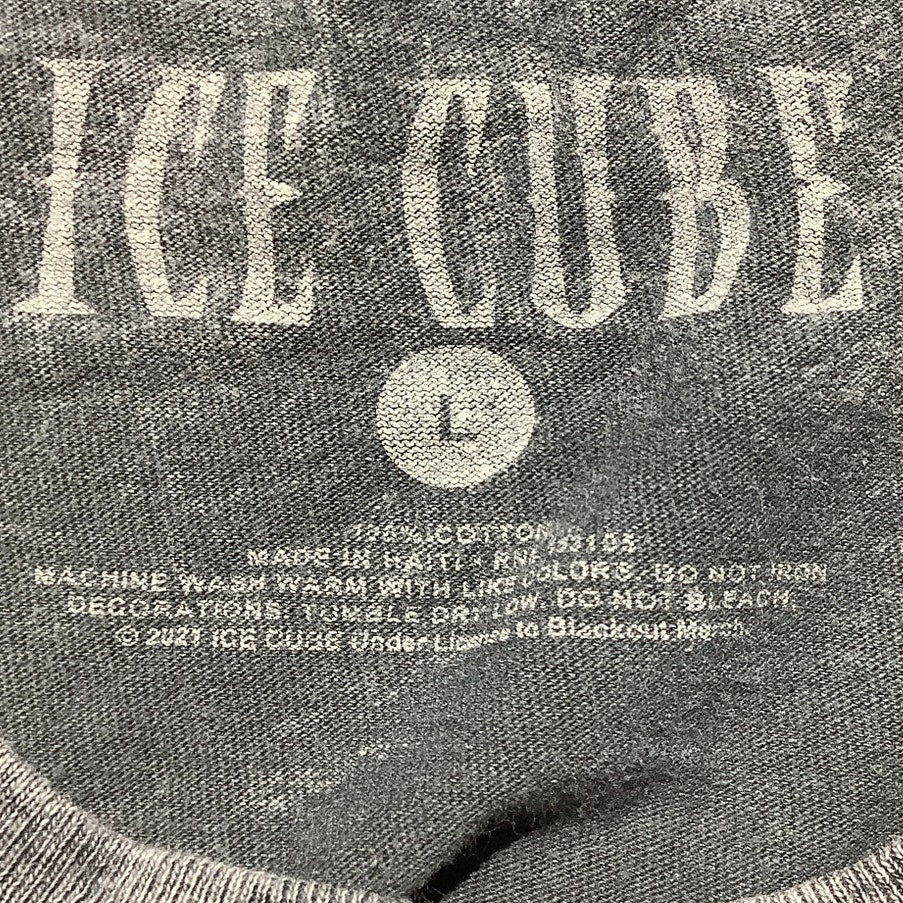 ICE CUBE
L
100% COTTON
MADE IN HAITI • RN#
MACHINE WASH WARM WITH LIKE COLORS. DO NOT IRON
DECORATIONS. TUMBLE DRY LOW. DO NOT BLEACH.
© 2021 ICE CUBE Under License to Blackout Merch.